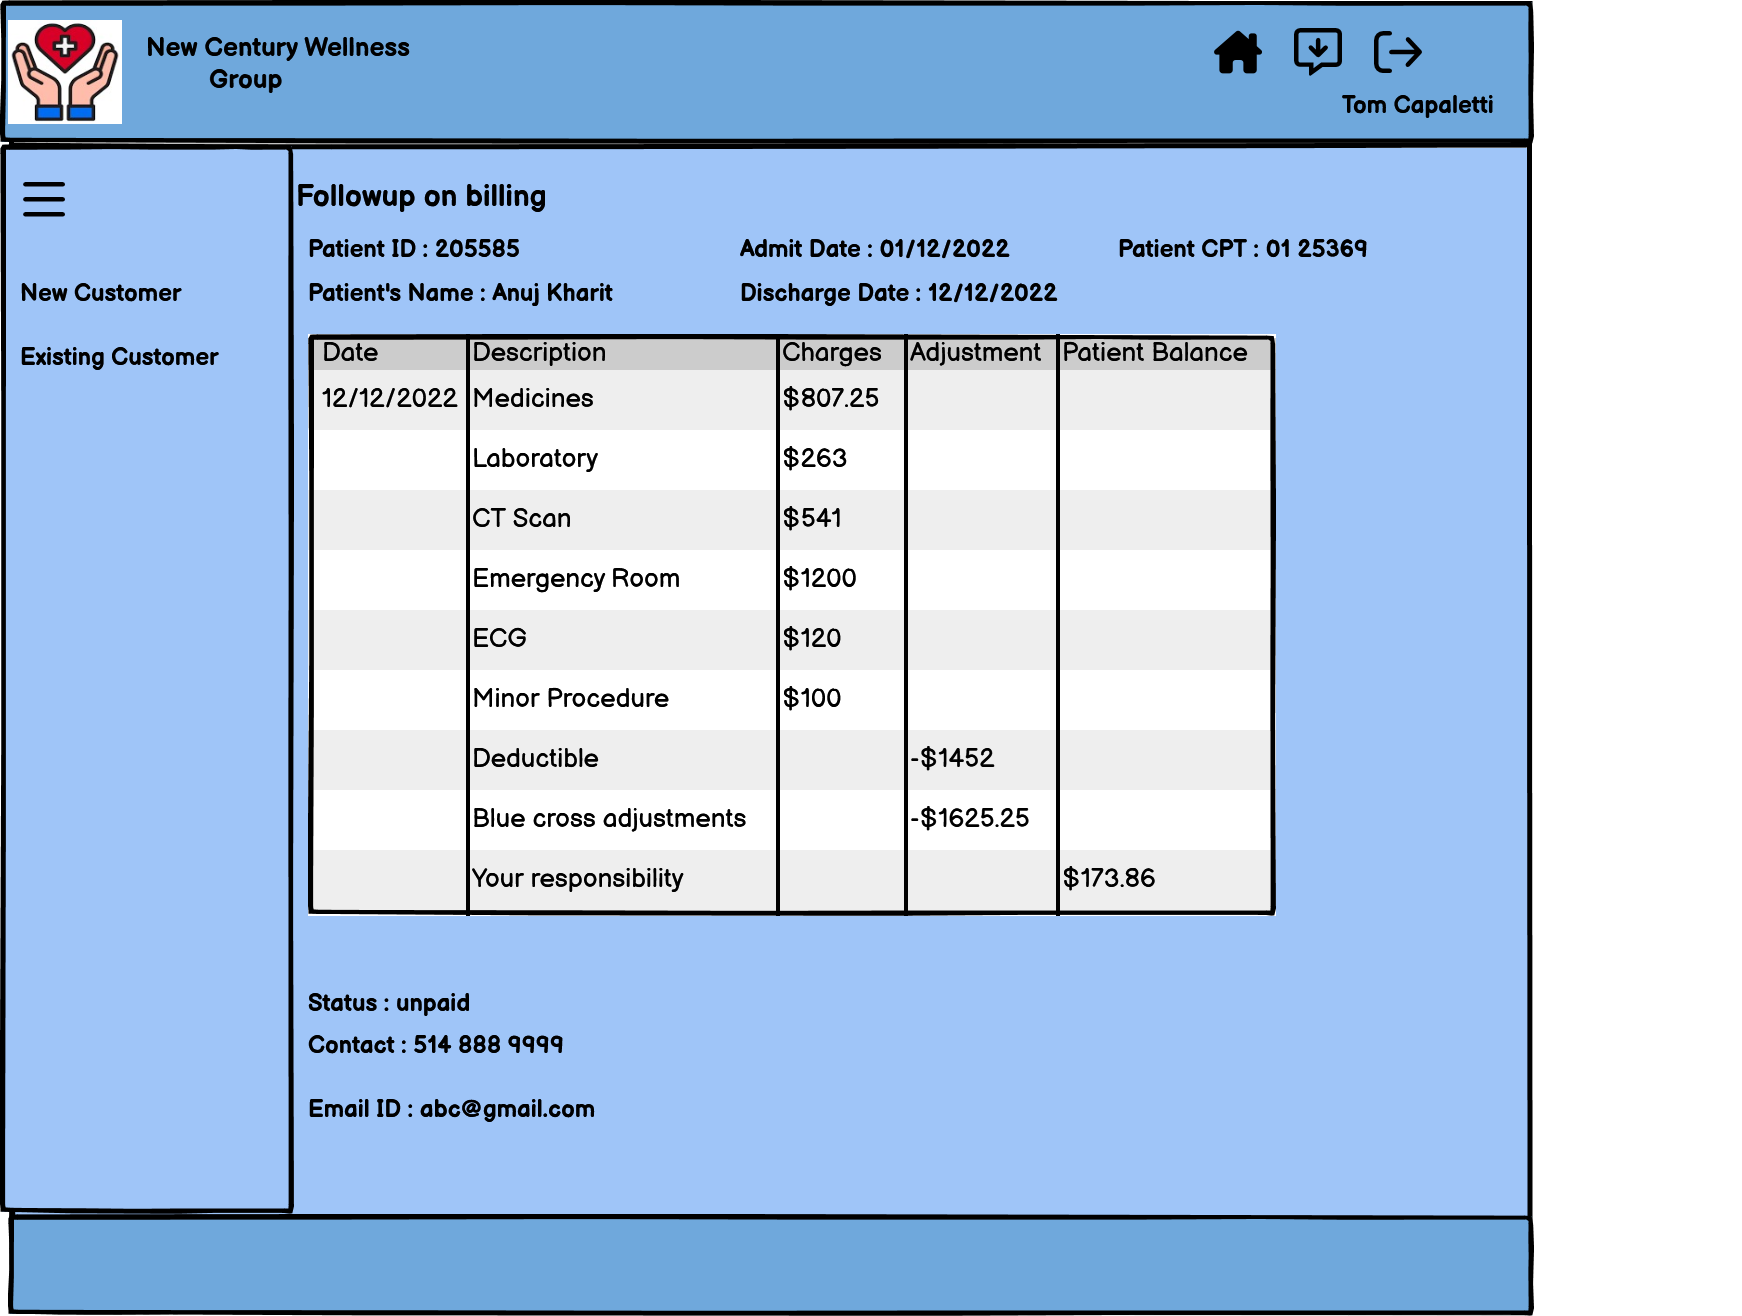 New Century Wellness
Group
Tom Capaletti
New Customer
Existing Customer
Followup on billing
Patient ID : 205585 Admit Date : 01/12/2022 Patient CPT : 01 25369
Patient's Name : Anuj Kharit Discharge Date : 12/12/2022
Date Description Charges Adjustment Patient Balance
12/12/2022 Medicines $807.25
Laboratory $263
CT Scan $541
Emergency Room $1200
ECG $120
Minor Procedure $100
Deductible -$1452
Blue cross adjustments -$1625.25
Your responsibility $173.86
Status : unpaid
Contact : 514 888 9999
Email ID : abc@gmail.com